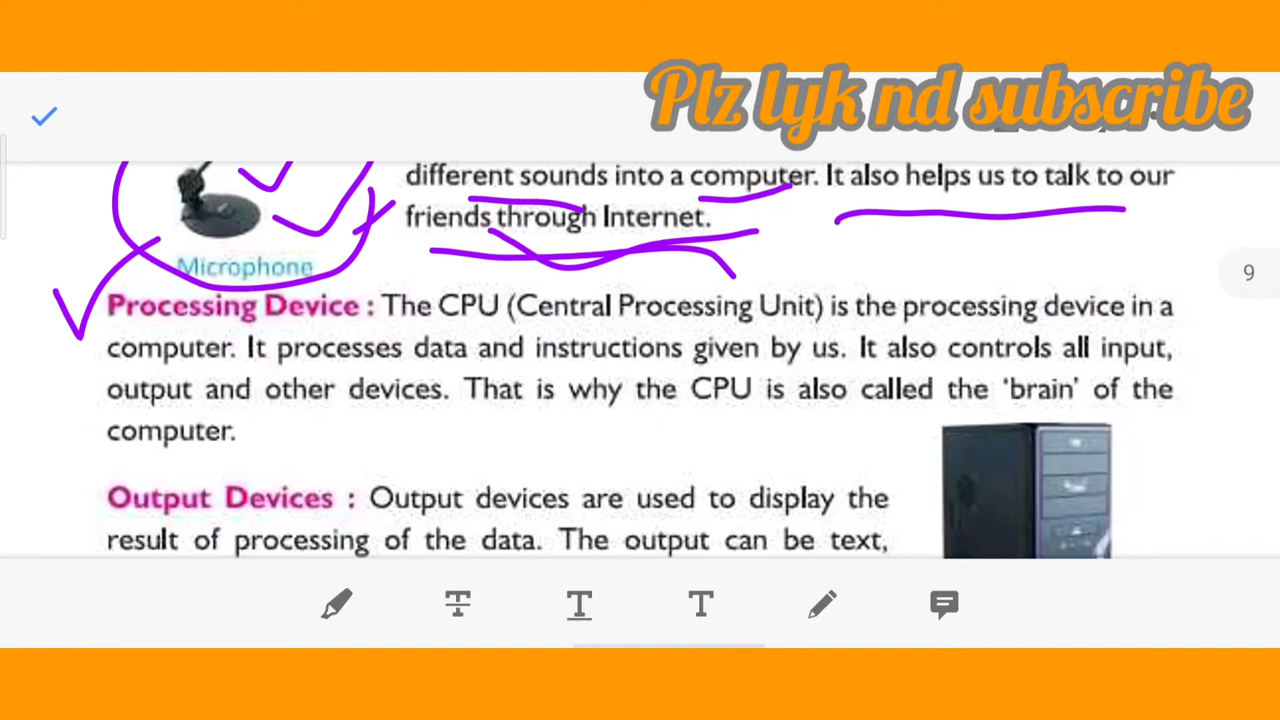 Plz lyk nd subscribe
different sounds into a computer. It also helps us to talk to our
friends through Internet.
Microphone
9
Processing Device : The CPU (Central Processing Unit) is the processing device in a
computer. It processes data and instructions given by us. It also controls all input,
output and other devices. That is why the CPU is also called the 'brain' of the
computer.
Output Devices : Output devices are used to display the
result of processing of the data. The output can be text,